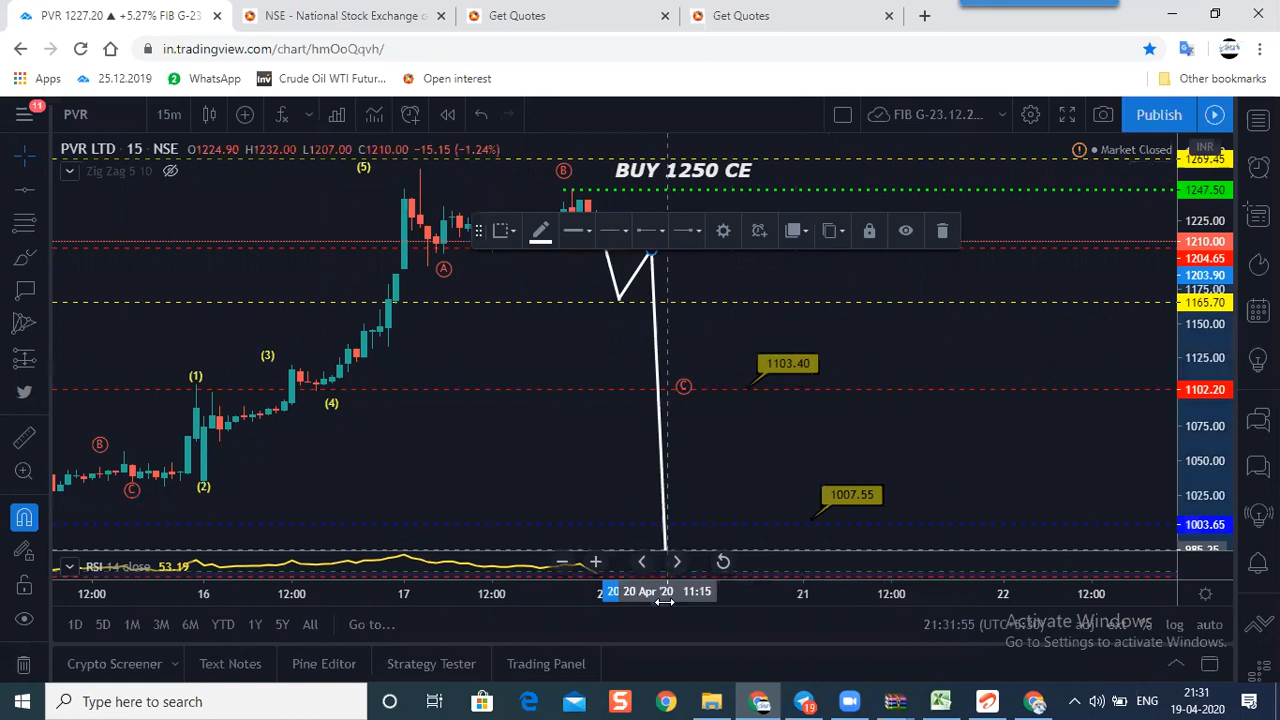 PVR 1227.20 ▲ +5.27% FIB G-23
NSE - National Stock Exchange o
Get Quotes
Get Quotes
in.tradingview.com/chart/hmOoQqvh/
Apps
25.12.2019
WhatsApp
Crude Oil WTI Futur...
Open interest
Other bookmarks
11
PVR
15m
FIB G-23.12.2...
Publish
PVR LTD • 15 • NSE O1224.90 H1232.00 L1207.00 C1210.00 -15.15 (-1.24%)
Zig Zag 5 10
Market Closed
INR
BUY 1250 CE
(5)
B
A
(3)
(1)
(4)
B
C
(2)
C
1103.40
1007.55
1269.45
1247.50
1225.00
1210.00
1204.65
1203.90
1175.00
1165.70
1150.00
1125.00
1102.20
1075.00
1050.00
1025.00
1003.65
985.25
RSI 14 close 53.19
12:00
16
12:00
17
12:00
20 Apr '20 11:15
21
12:00
22
12:00
1D 5D 1M 3M 6M YTD 1Y 5Y All Go to...
21:31:55 (UTC+5:30)
adj ext % log auto
Activate Windows
Go to Settings to activate Windows.
Crypto Screener
Text Notes
Pine Editor
Strategy Tester
Trading Panel
Type here to search
19
ENG
21:31
19-04-2020